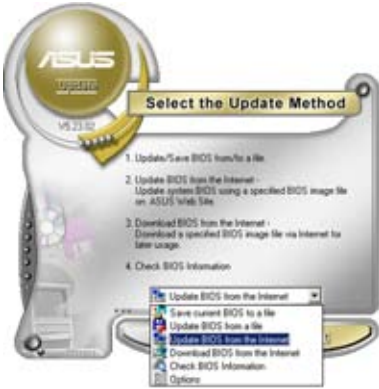 ASUS
Update
V5.23.02
Select the Update Method
1. Update/Save BIOS from/to a file.
2. Update BIOS from the Internet -
Update system BIOS using a specified BIOS image file
on ASUS Web Site.
3. Download BIOS from the Internet -
Download a specified BIOS image file via Internet for
later usage.
4. Check BIOS Information
Update BIOS from the Internet
Save current BIOS to a file
Update BIOS from a file
Update BIOS from the Internet
Download BIOS from the Internet
Check BIOS Information
Options